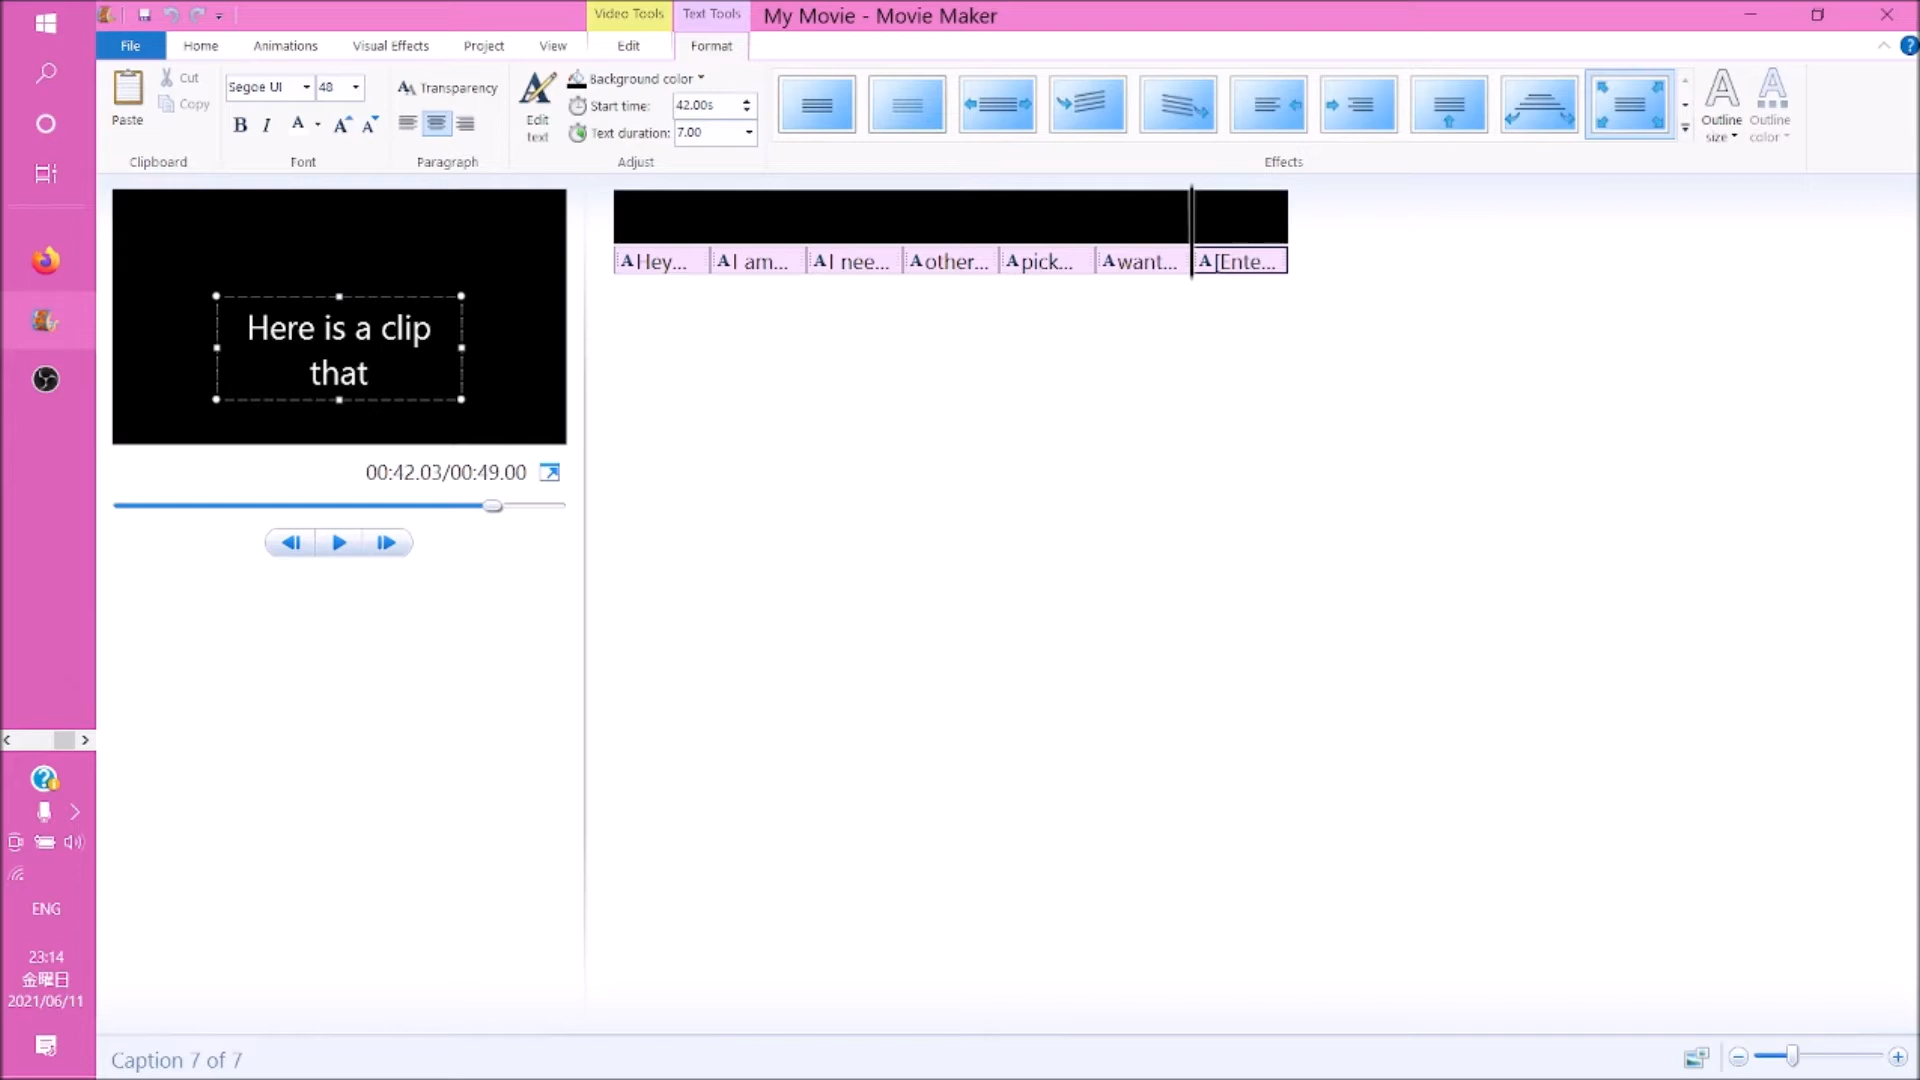 Video Tools
Text Tools
My Movie - Movie Maker
File
Home
Animations
Visual Effects
Project
View
Edit
Format
Paste
Cut
Copy
Clipboard
Segoe UI
48
B
I
A
A
A
Font
Transparency
Paragraph
Edit
text
Background color
Start time: 42.00s
Text duration: 7.00
Adjust
Effects
Outline
size
Outline
color
Here is a clip
that
00:42.03/00:49.00
A Hey...
A I am...
A I nee...
A other...
A pick...
A want...
A [Ente...
ENG
23:14
金曜日
2021/06/11
Caption 7 of 7